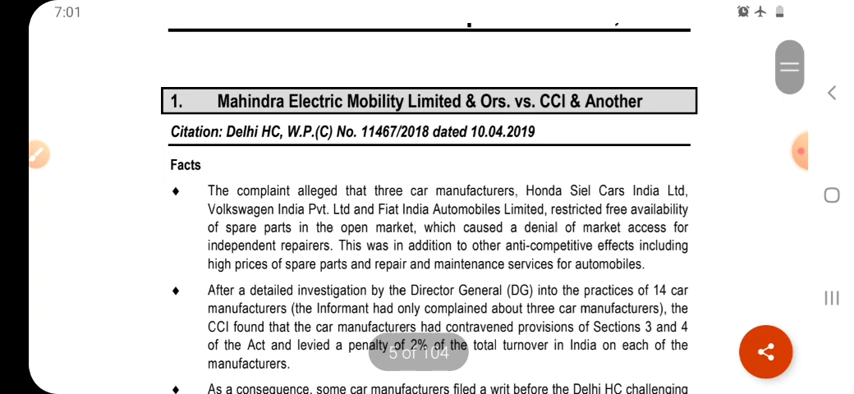 7:01
1. Mahindra Electric Mobility Limited & Ors. vs. CCI & Another
Citation: Delhi HC, W.P.(C) No. 11467/2018 dated 10.04.2019
Facts
♦ The complaint alleged that three car manufacturers, Honda Siel Cars India Ltd,
Volkswagen India Pvt. Ltd and Fiat India Automobiles Limited, restricted free availability
of spare parts in the open market, which caused a denial of market access for
independent repairers. This was in addition to other anti-competitive effects including
high prices of spare parts and repair and maintenance services for automobiles.
♦ After a detailed investigation by the Director General (DG) into the practices of 14 car
manufacturers (the Informant had only complained about three car manufacturers), the
CCI found that the car manufacturers had contravened provisions of Sections 3 and 4
of the Act and levied a penalty of 2% of the total turnover in India on each of the
5 of 104
manufacturers.
♦ As a consequence, some car manufacturers filed a writ before the Delhi HC challenging